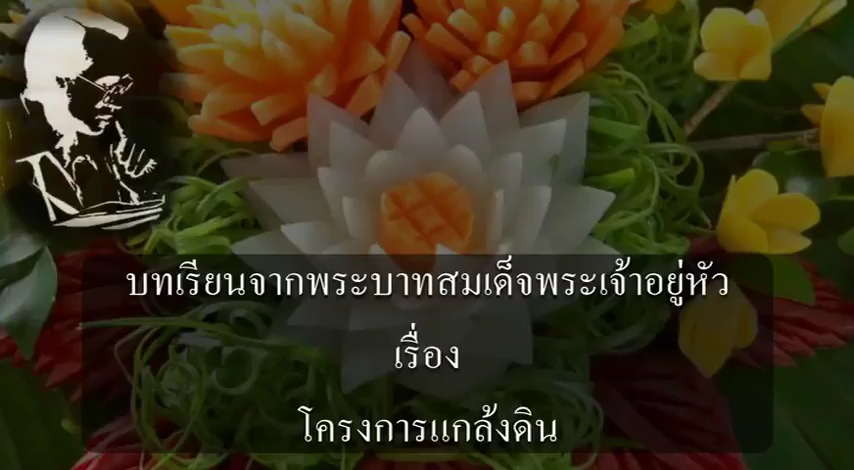 บทเรียนจากพระบาทสมเด็จพระเจ้าอยู่หัว
เรื่อง
โครงการแกล้งดิน